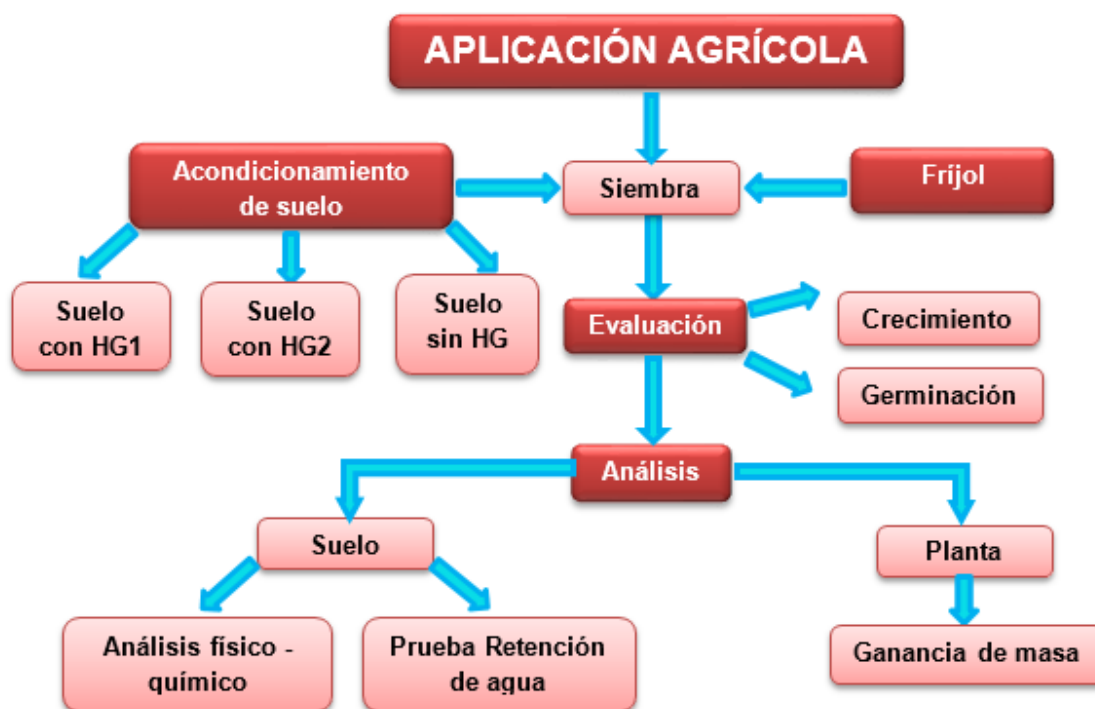 APLICACIÓN AGRÍCOLA
Acondicionamiento
de suelo
Siembra
Fríjol
Suelo
con HG1
Suelo
con HG2
Suelo
sin HG
Evaluación
Crecimiento
Germinación
Análisis
Suelo
Planta
Análisis físico -
químico
Prueba Retención
de agua
Ganancia de masa